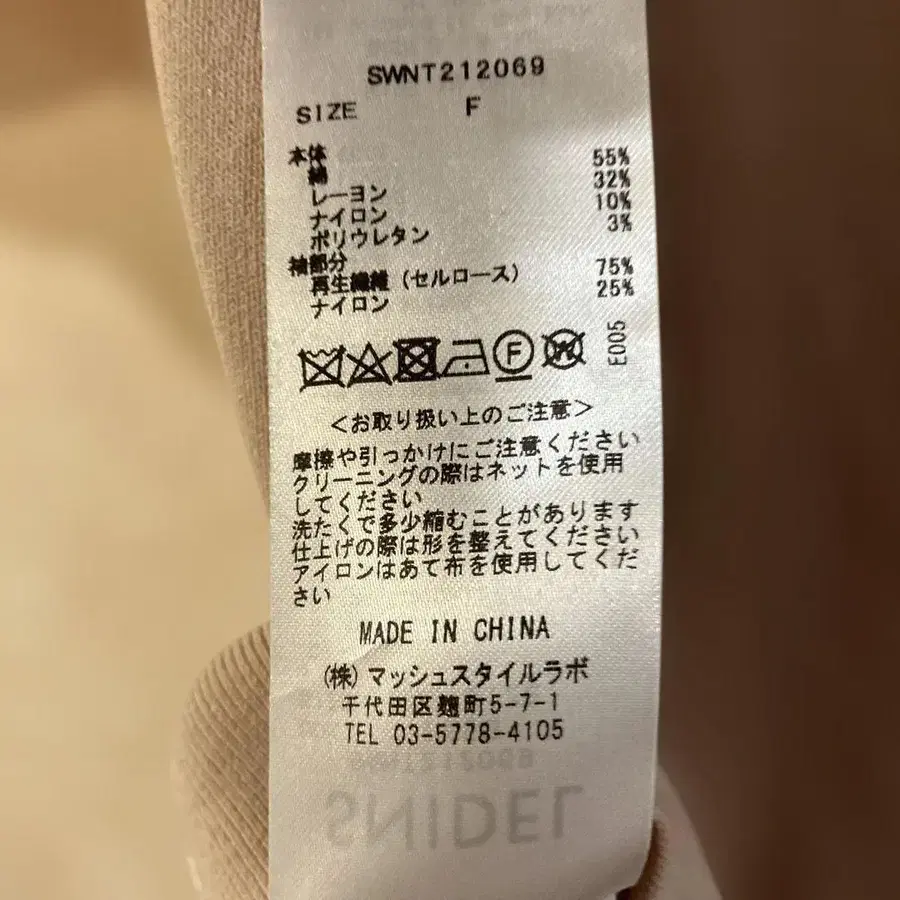 SWNT212069
SIZE F
本体
綿 55%
レーヨン 32%
ナイロン 10%
ポリウレタン 3%
袖部分
再生繊維（セルロース） 75%
ナイロン 25%
F W E005
＜お取り扱い上のご注意＞
摩擦や引っかけにご注意ください
クリーニングの際はネットを使用
してください
洗たくで多少縮むことがあります
仕上げの際は形を整えてください
アイロンはあて布を使用してくだ
さい
MADE IN CHINA
(株)マッシュスタイルラボ
千代田区麹町5-7-1
TEL 03-5778-4105
SWNT212069
SNIDEL